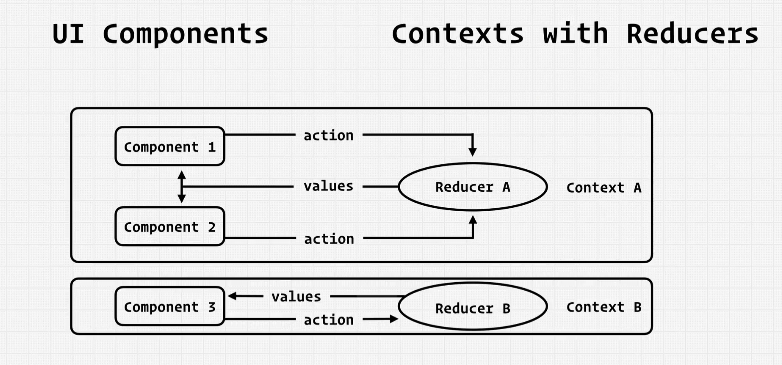 UI Components
Contexts with Reducers
Component 1
action
values
Reducer A
Context A
Component 2
action
Component 3
values
action
Reducer B
Context B